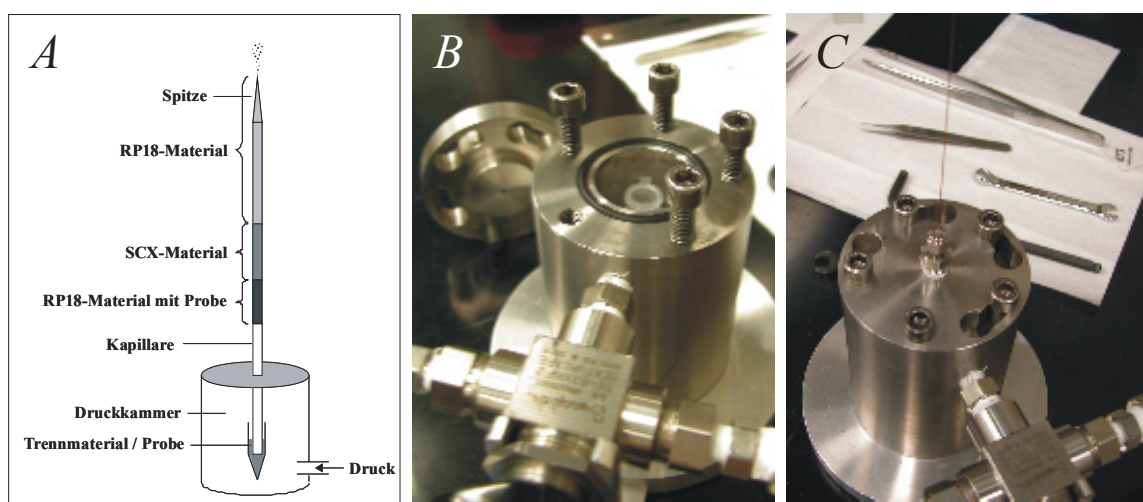 A
Spitze
RP18-Material
SCX-Material
RP18-Material mit Probe
Kapillare
Druckkammer
Trennmaterial / Probe
Druck
B
C